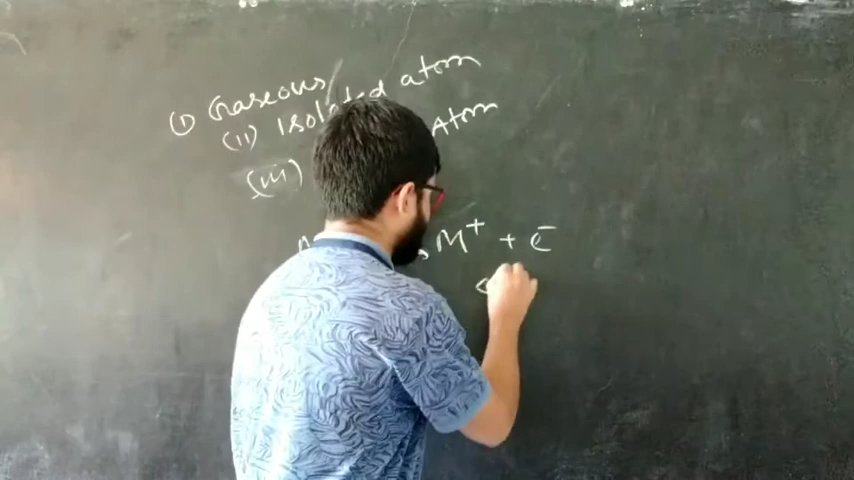 (i) Gaseous atom
(ii) Isolated Atom
(iii)
M⁺ + e⁻